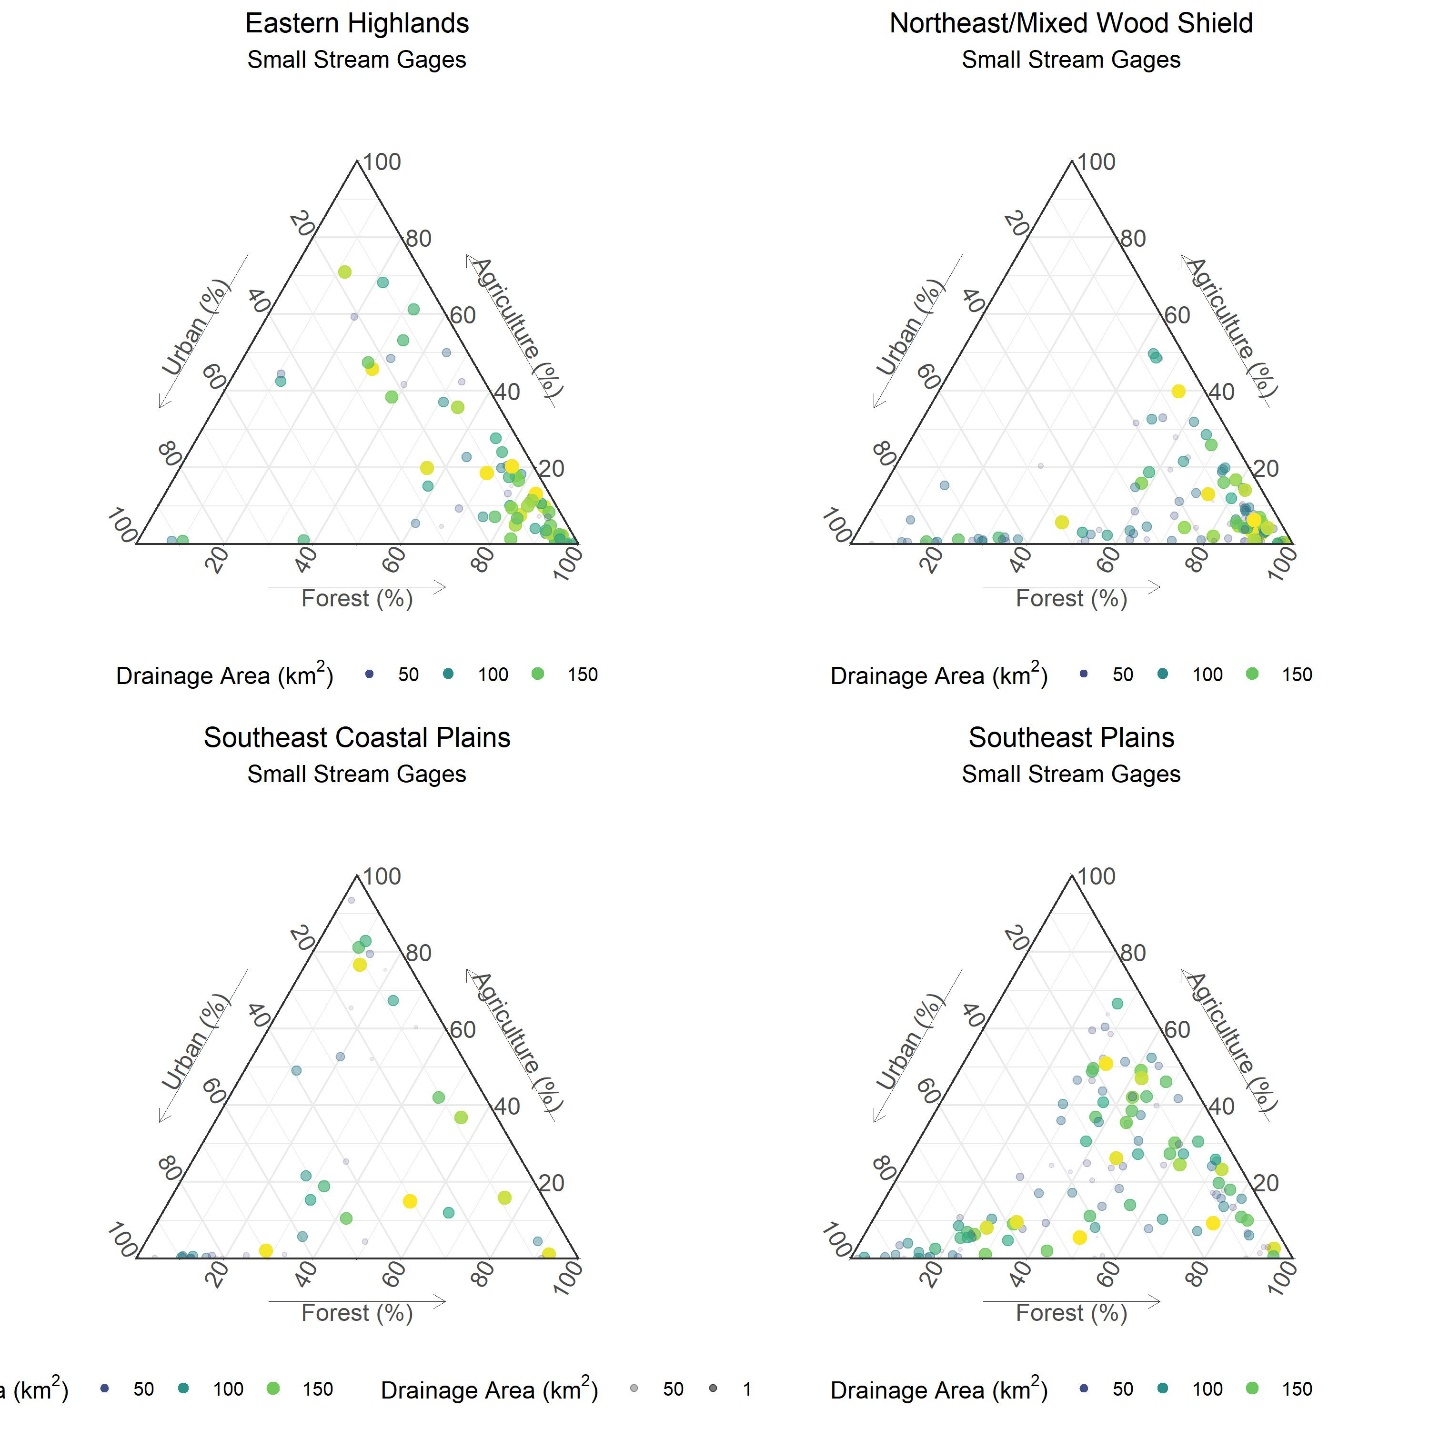 Eastern Highlands
Small Stream Gages
100
20
80
Urban (%)
40
Agriculture (%)
60
60
40
80
20
100
20
40
60
80
100
Forest (%)
Drainage Area (km²) 50 100 150
Northeast/Mixed Wood Shield
Small Stream Gages
100
20
80
Urban (%)
40
Agriculture (%)
60
60
40
80
20
100
20
40
60
80
100
Forest (%)
Drainage Area (km²) 50 100 150
Southeast Coastal Plains
Small Stream Gages
100
20
80
Urban (%)
40
Agriculture (%)
60
60
40
80
20
100
20
40
60
80
100
Forest (%)
a (km²) 50 100 150 Drainage Area (km²) 50 1
Southeast Plains
Small Stream Gages
100
20
80
Urban (%)
40
Agriculture (%)
60
60
40
80
20
100
20
40
60
80
100
Forest (%)
Drainage Area (km²) 50 100 150